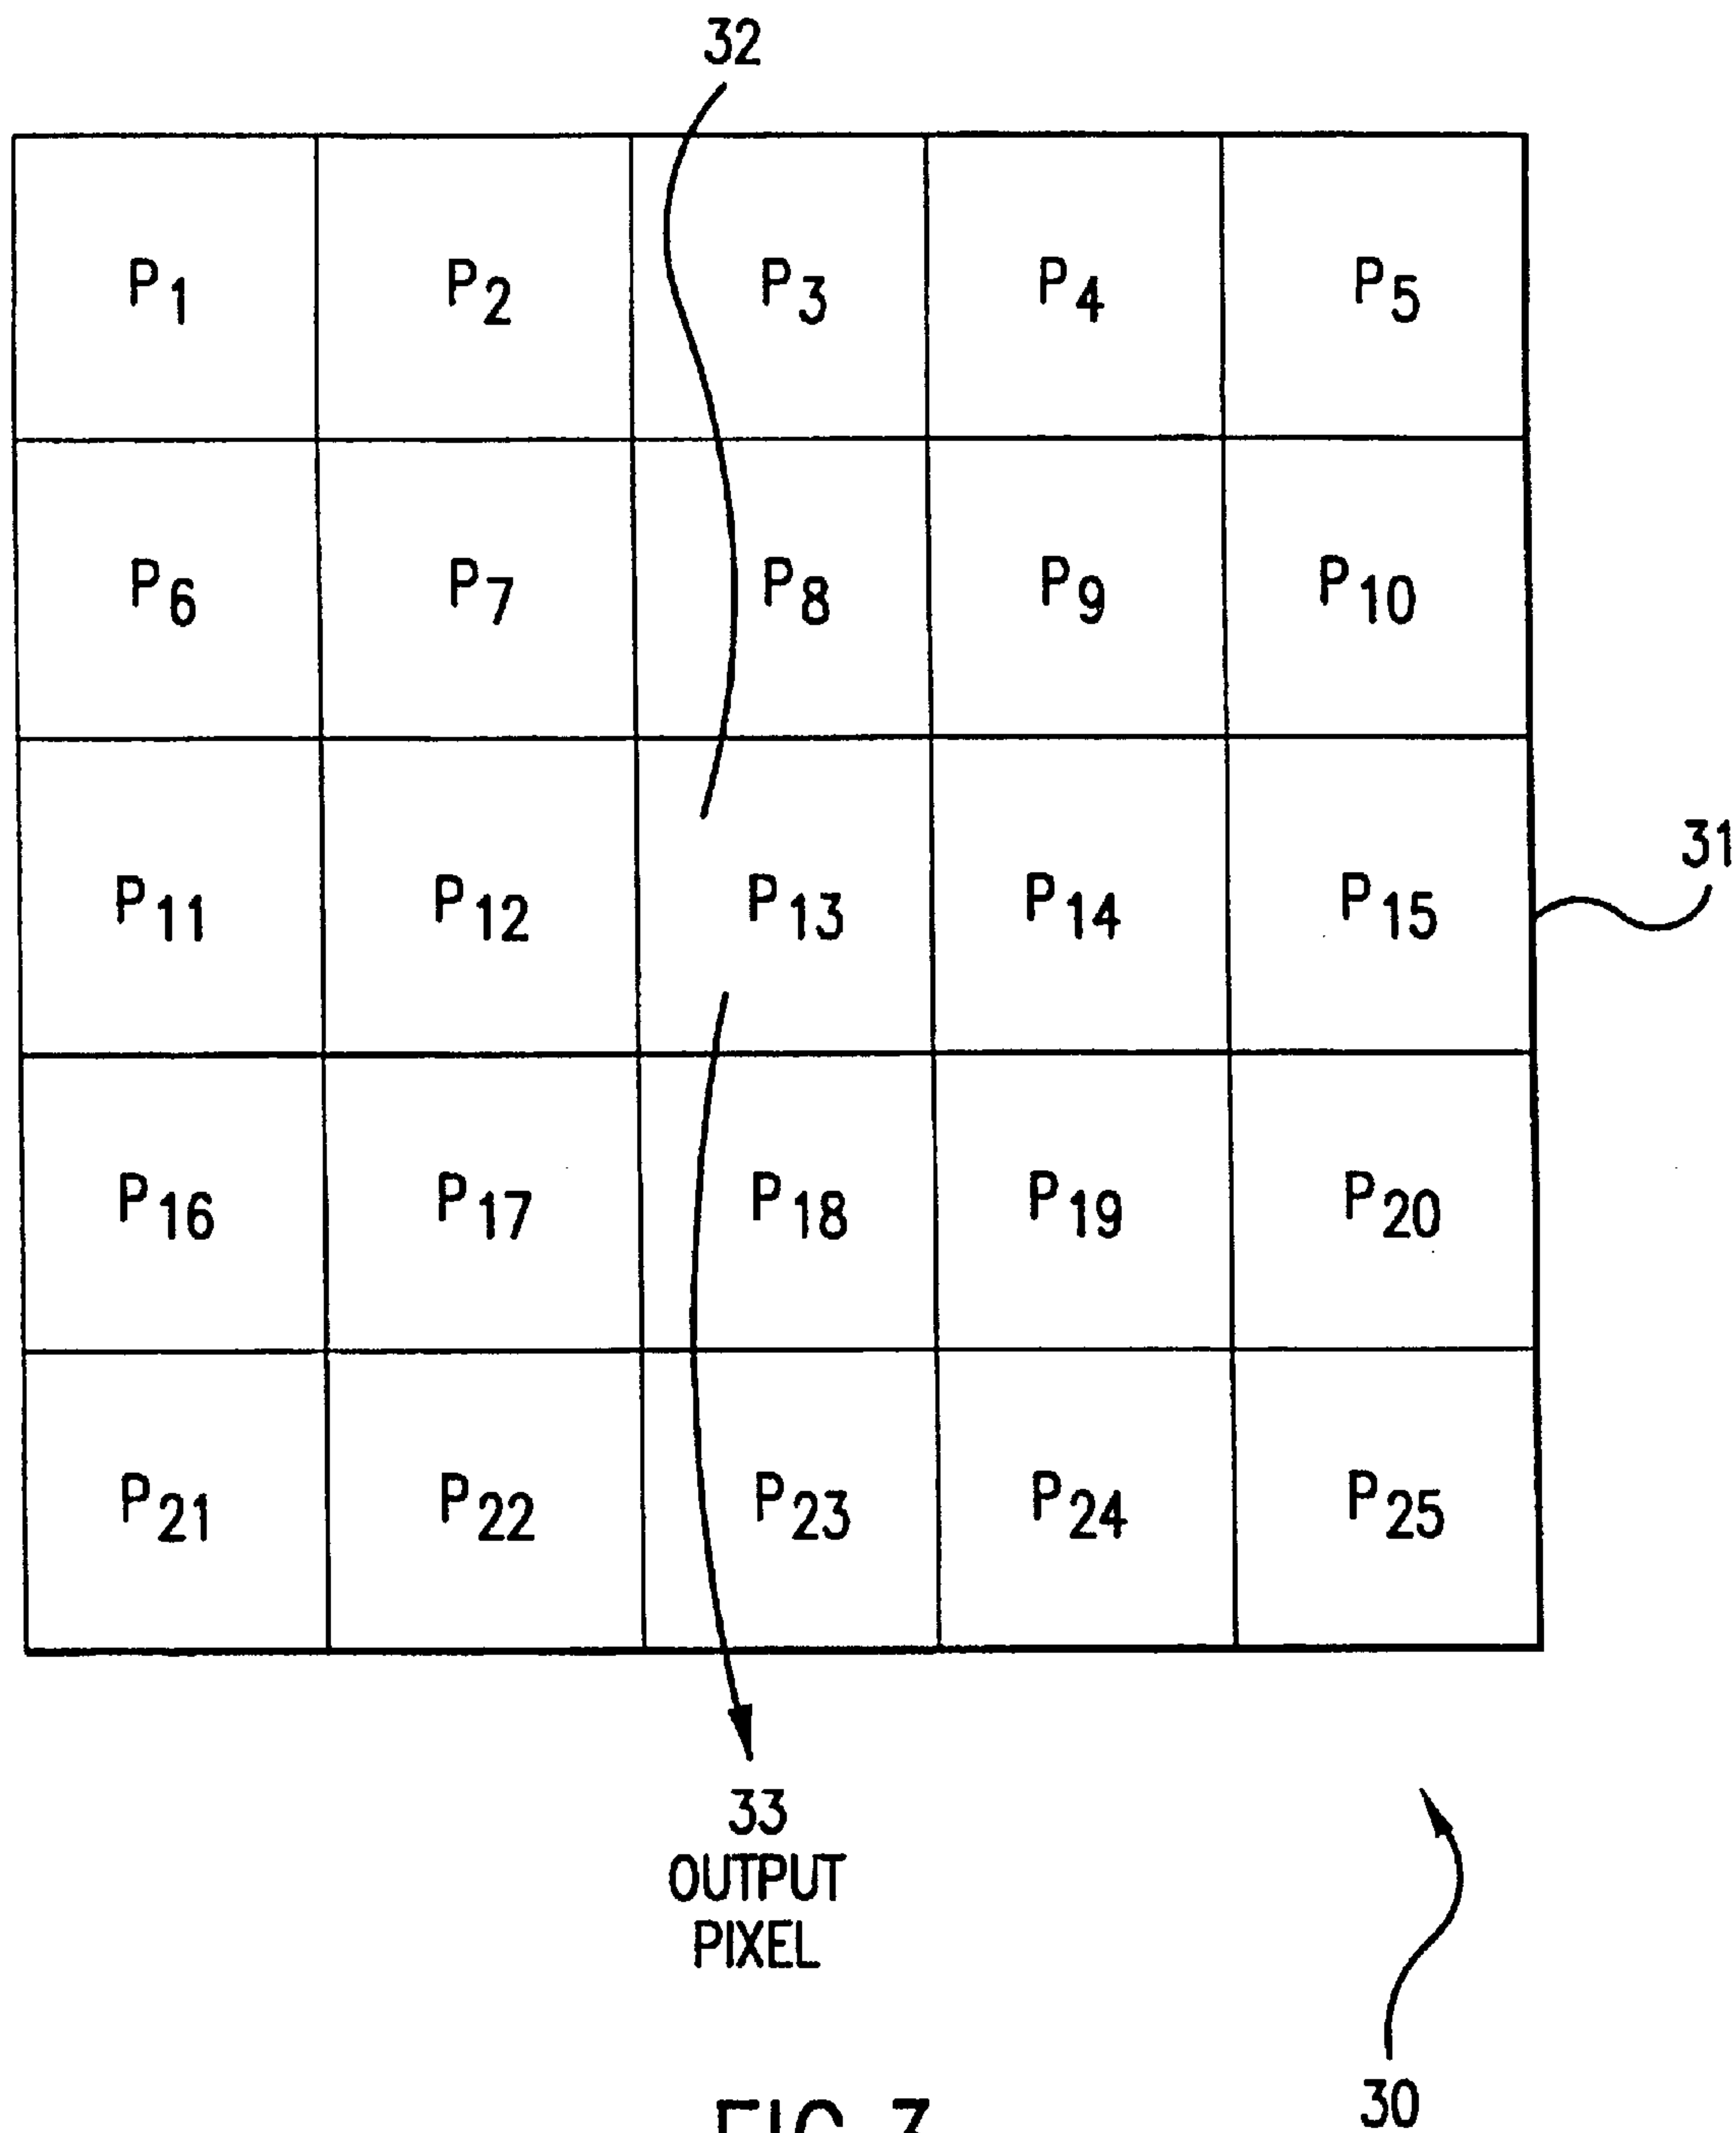 32
P1 P2 P3 P4 P5
P6 P7 P8 P9 P10
31
P11 P12 P13 P14 P15
P16 P17 P18 P19 P20
P21 P22 P23 P24 P25
33
OUTPUT
PIXEL
30